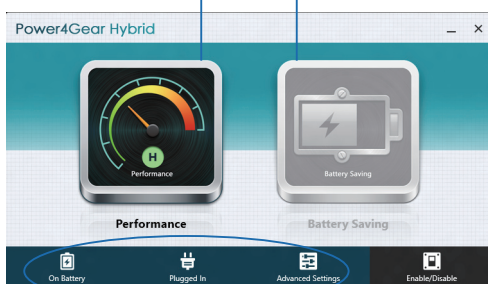 Power4Gear Hybrid
H
Performance
Battery Saving
Performance
Battery Saving
On Battery
Plugged In
Advanced Settings
Enable/Disable